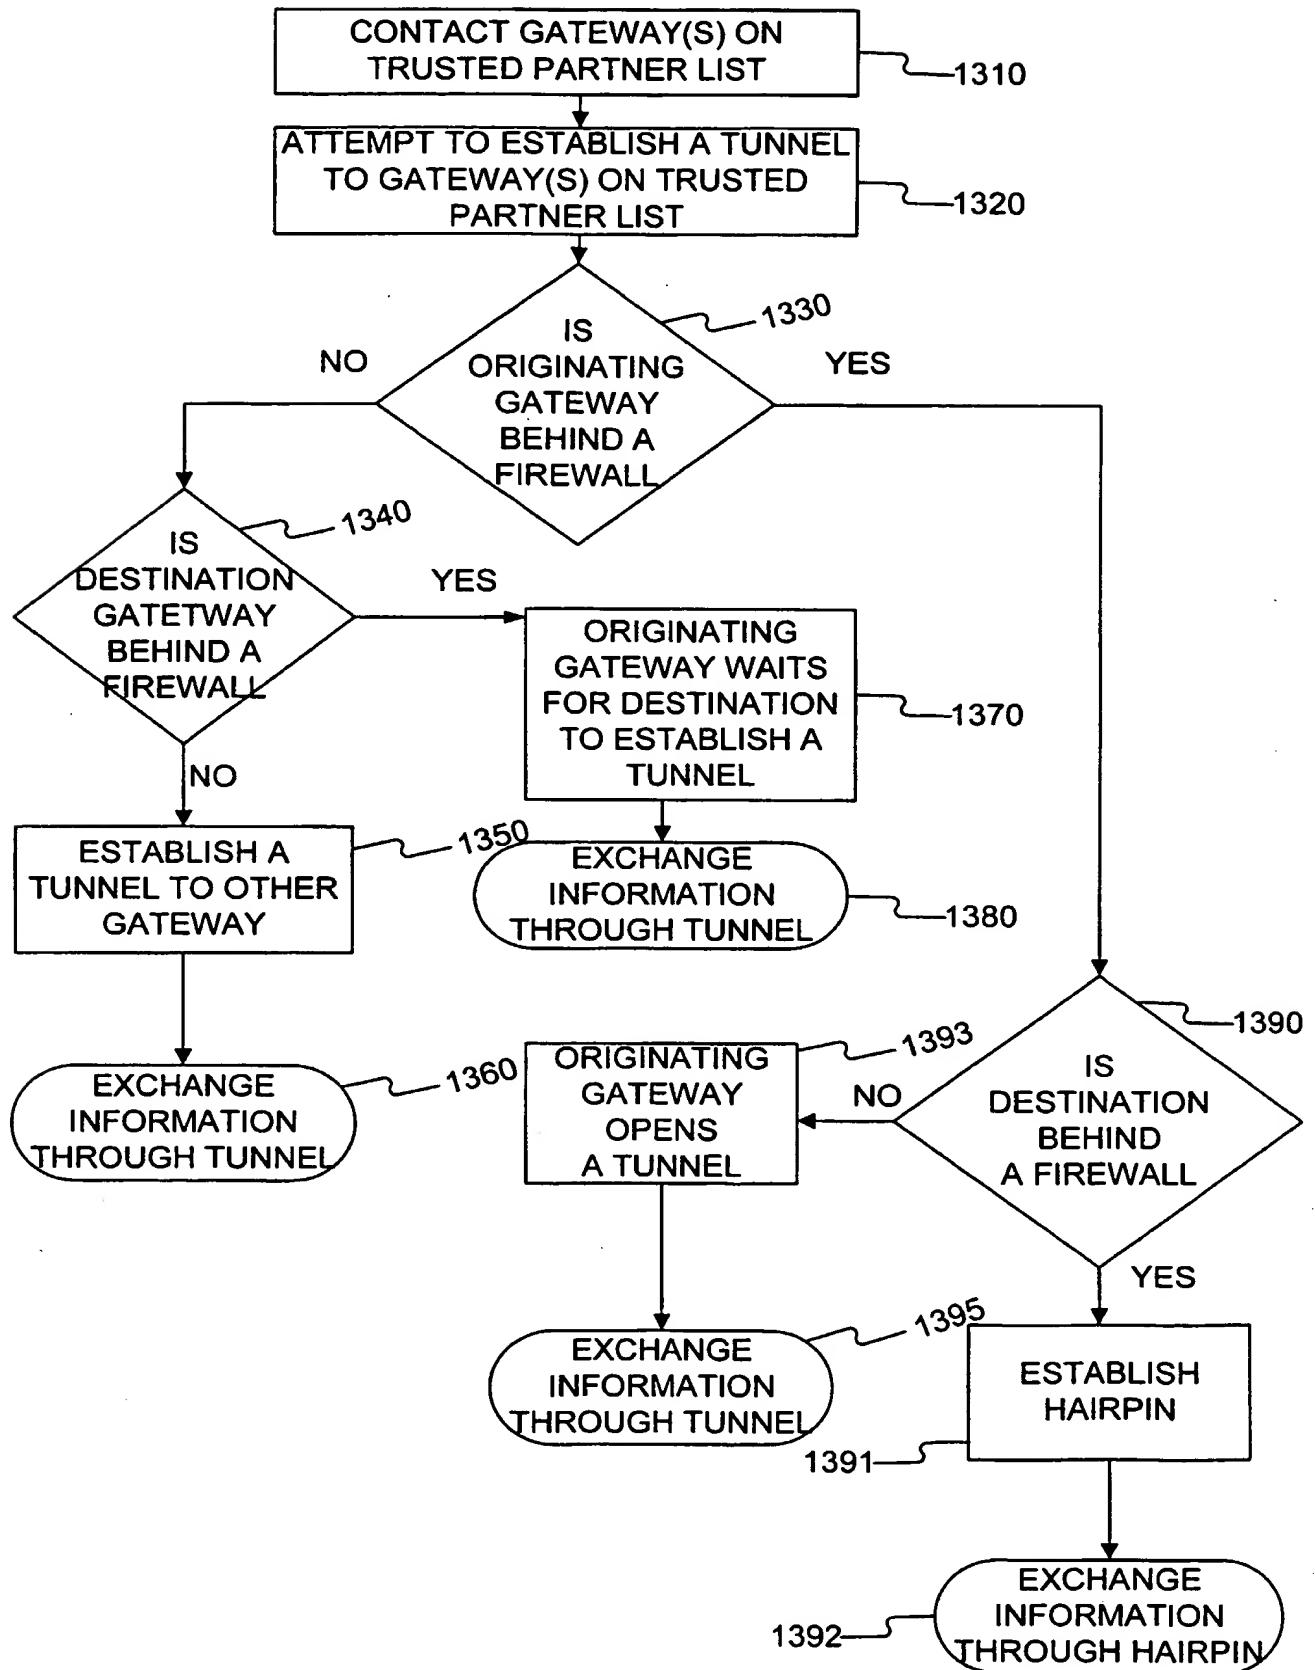 CONTACT GATEWAY(S) ON
TRUSTED PARTNER LIST
1310
ATTEMPT TO ESTABLISH A TUNNEL
TO GATEWAY(S) ON TRUSTED
PARTNER LIST
1320
1330
IS
ORIGINATING
GATEWAY
BEHIND A
FIREWALL
NO
YES
1340
IS
DESTINATION
GATETWAY
BEHIND A
FIREWALL
YES
NO
ORIGINATING
GATEWAY WAITS
FOR DESTINATION
TO ESTABLISH A
TUNNEL
1370
1350
ESTABLISH A
TUNNEL TO OTHER
GATEWAY
EXCHANGE
INFORMATION
THROUGH TUNNEL
1380
1360
EXCHANGE
INFORMATION
THROUGH TUNNEL
1393
ORIGINATING
GATEWAY
OPENS
A TUNNEL
NO
1390
IS
DESTINATION
BEHIND
A FIREWALL
YES
1395
EXCHANGE
INFORMATION
THROUGH TUNNEL
ESTABLISH
HAIRPIN
1391
EXCHANGE
INFORMATION
THROUGH HAIRPIN
1392